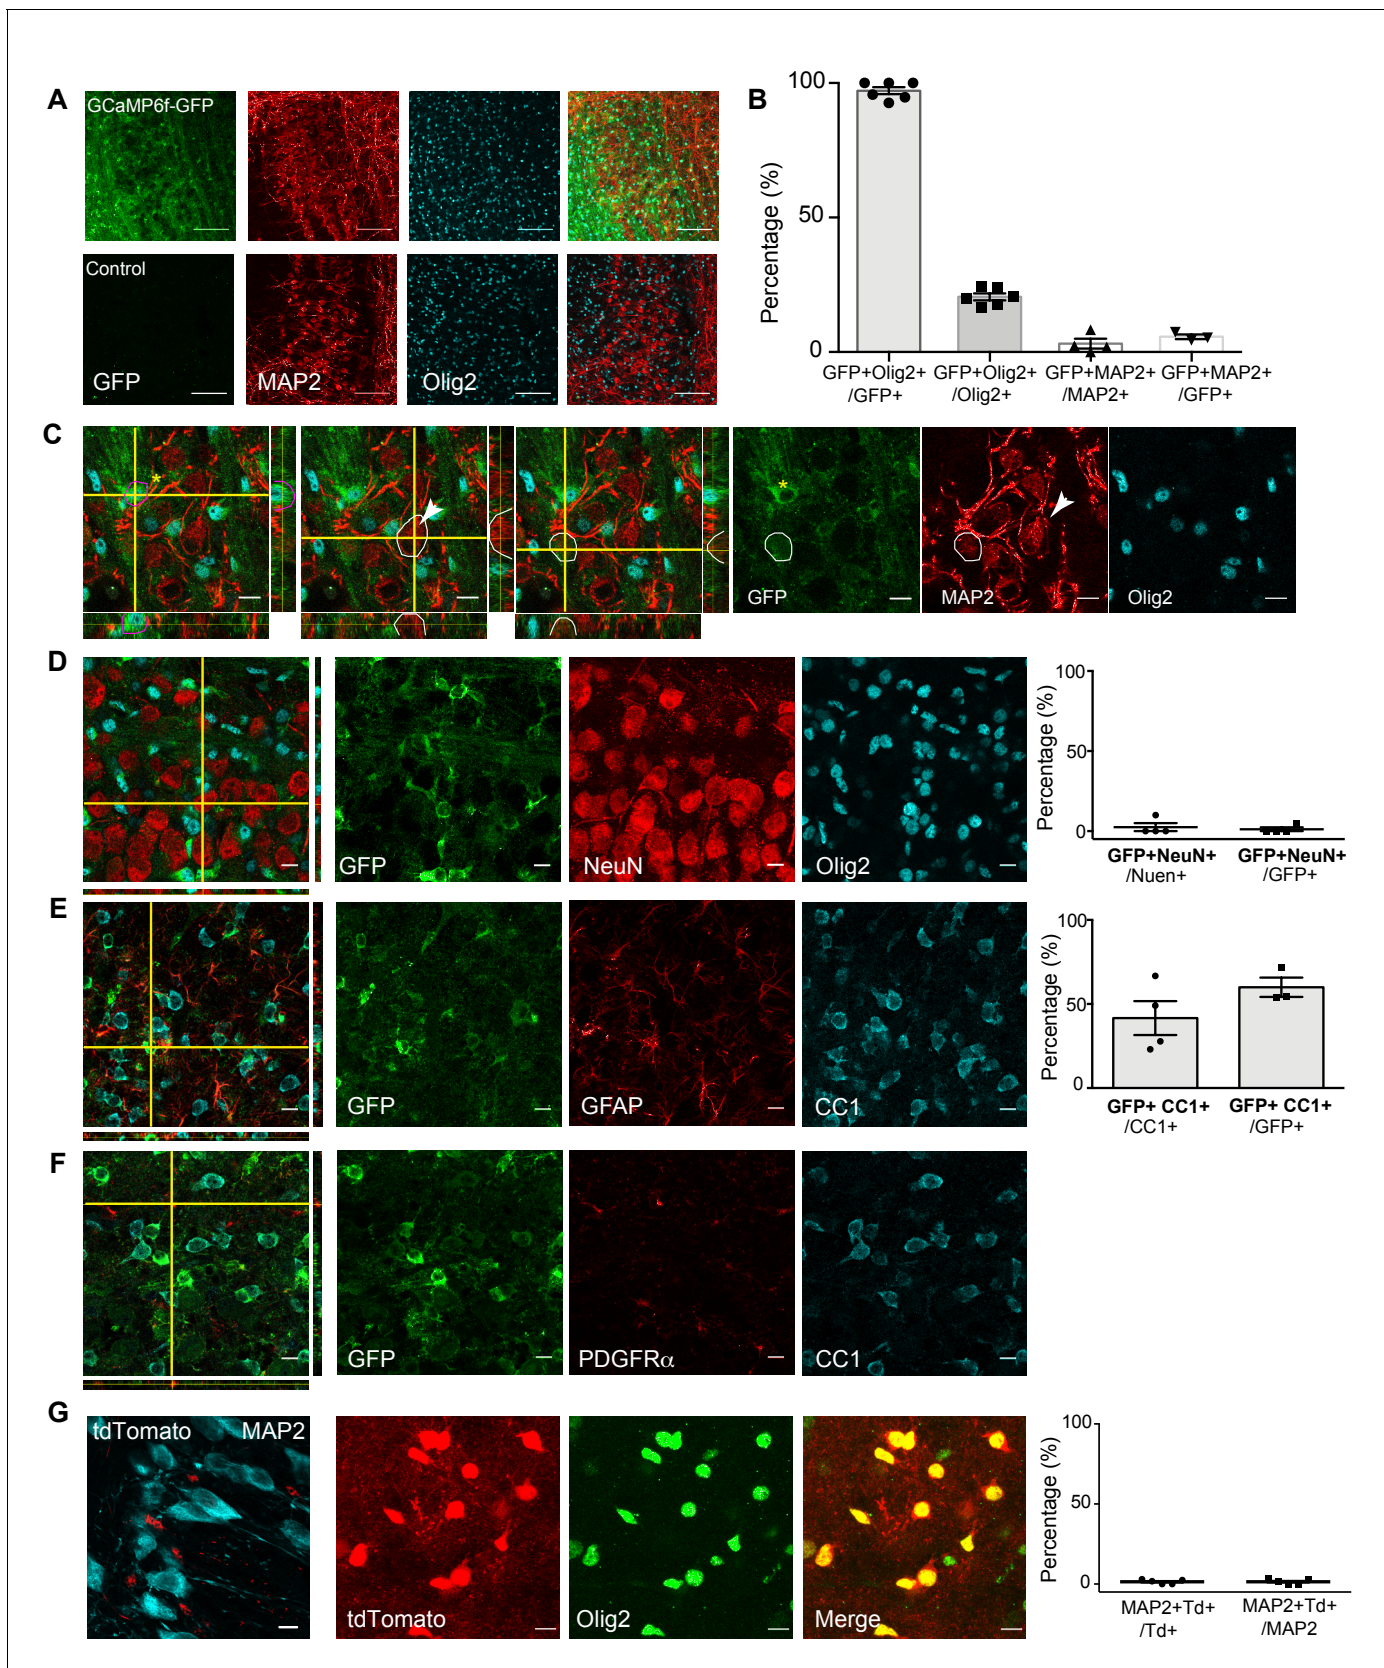 A
GCaMP6f-GFP
Control
GFP
MAP2
Olig2
B
Percentage (%)
100
50
0
GFP+Olig2+ GFP+Olig2+ GFP+MAP2+ GFP+MAP2+
/GFP+ /Olig2+ /MAP2+ /GFP+
C
*
*
GFP
MAP2
Olig2
D
GFP
NeuN
Olig2
Percentage (%)
100
50
0
GFP+NeuN+ GFP+NeuN+
/Nuen+ /GFP+
E
GFP
GFAP
CC1
Percentage (%)
100
50
0
GFP+ CC1+ GFP+ CC1+
/CC1+ /GFP+
F
GFP
PDGFRα
CC1
G
tdTomato MAP2
tdTomato
Olig2
Merge
Percentage (%)
100
50
0
MAP2+Td+ MAP2+Td+
/Td+ /MAP2